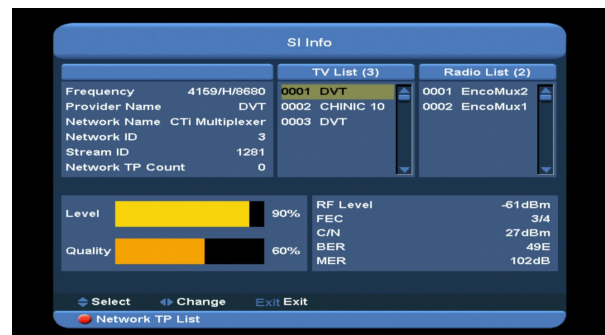 SI Info
TV List (3)
Radio List (2)
Frequency 4159/H/8680
Provider Name DVT
Network Name CTi Multiplexer
Network ID 3
Stream ID 1281
Network TP Count 0
0001 DVT
0002 CHINIC 10
0003 DVT
0001 EncoMux2
0002 EncoMux1
Level 90%
Quality 60%
RF Level -61dBm
FEC 3/4
C/N 27dBm
BER 49E
MER 102dB
Select Change Exit Exit
Network TP List